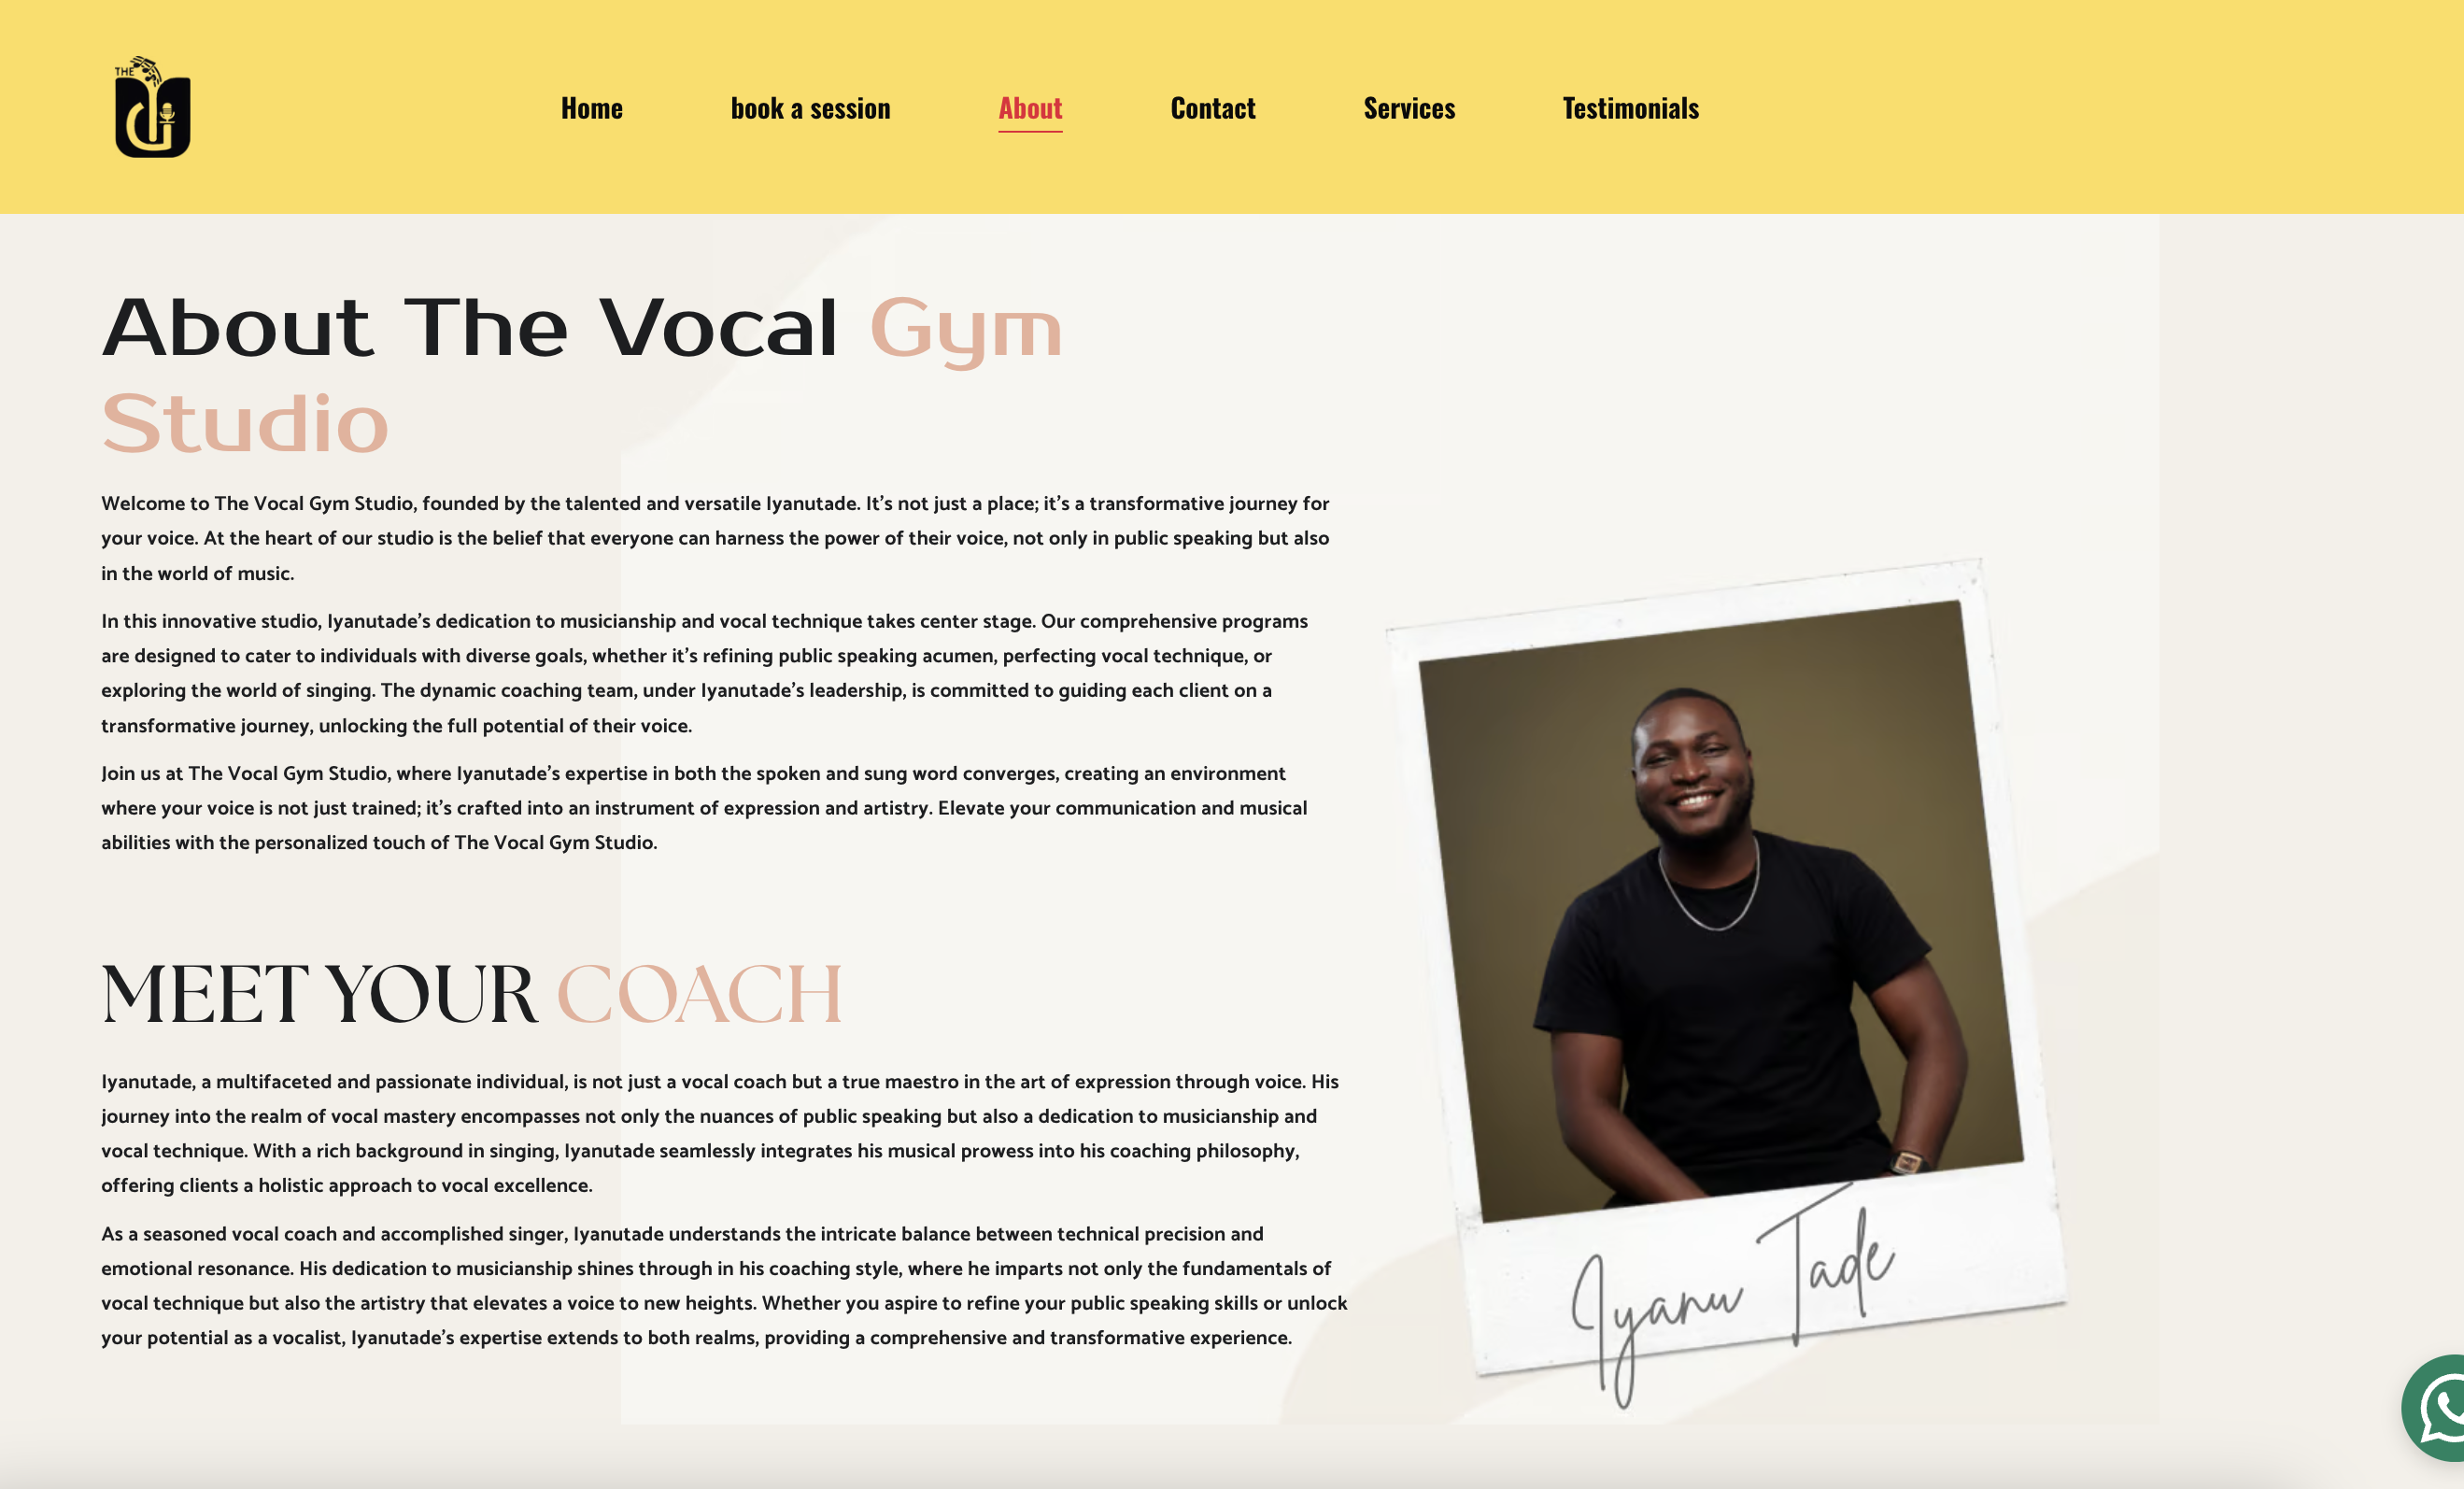 THE
Home
book a session
About
Contact
Services
Testimonials
About The Vocal Gym
Studio
Welcome to The Vocal Gym Studio, founded by the talented and versatile Iyanutade. It’s not just a place; it’s a transformative journey for
your voice. At the heart of our studio is the belief that everyone can harness the power of their voice, not only in public speaking but also
in the world of music.
In this innovative studio, Iyanutade’s dedication to musicianship and vocal technique takes center stage. Our comprehensive programs
are designed to cater to individuals with diverse goals, whether it’s refining public speaking acumen, perfecting vocal technique, or
exploring the world of singing. The dynamic coaching team, under Iyanutade’s leadership, is committed to guiding each client on a
transformative journey, unlocking the full potential of their voice.
Join us at The Vocal Gym Studio, where Iyanutade’s expertise in both the spoken and sung word converges, creating an environment
where your voice is not just trained; it’s crafted into an instrument of expression and artistry. Elevate your communication and musical
abilities with the personalized touch of The Vocal Gym Studio.
MEET YOUR COACH
Iyanutade, a multifaceted and passionate individual, is not just a vocal coach but a true maestro in the art of expression through voice. His
journey into the realm of vocal mastery encompasses not only the nuances of public speaking but also a dedication to musicianship and
vocal technique. With a rich background in singing, Iyanutade seamlessly integrates his musical prowess into his coaching philosophy,
offering clients a holistic approach to vocal excellence.
As a seasoned vocal coach and accomplished singer, Iyanutade understands the intricate balance between technical precision and
emotional resonance. His dedication to musicianship shines through in his coaching style, where he imparts not only the fundamentals of
vocal technique but also the artistry that elevates a voice to new heights. Whether you aspire to refine your public speaking skills or unlock
your potential as a vocalist, Iyanutade’s expertise extends to both realms, providing a comprehensive and transformative experience.
Iyanu Tade